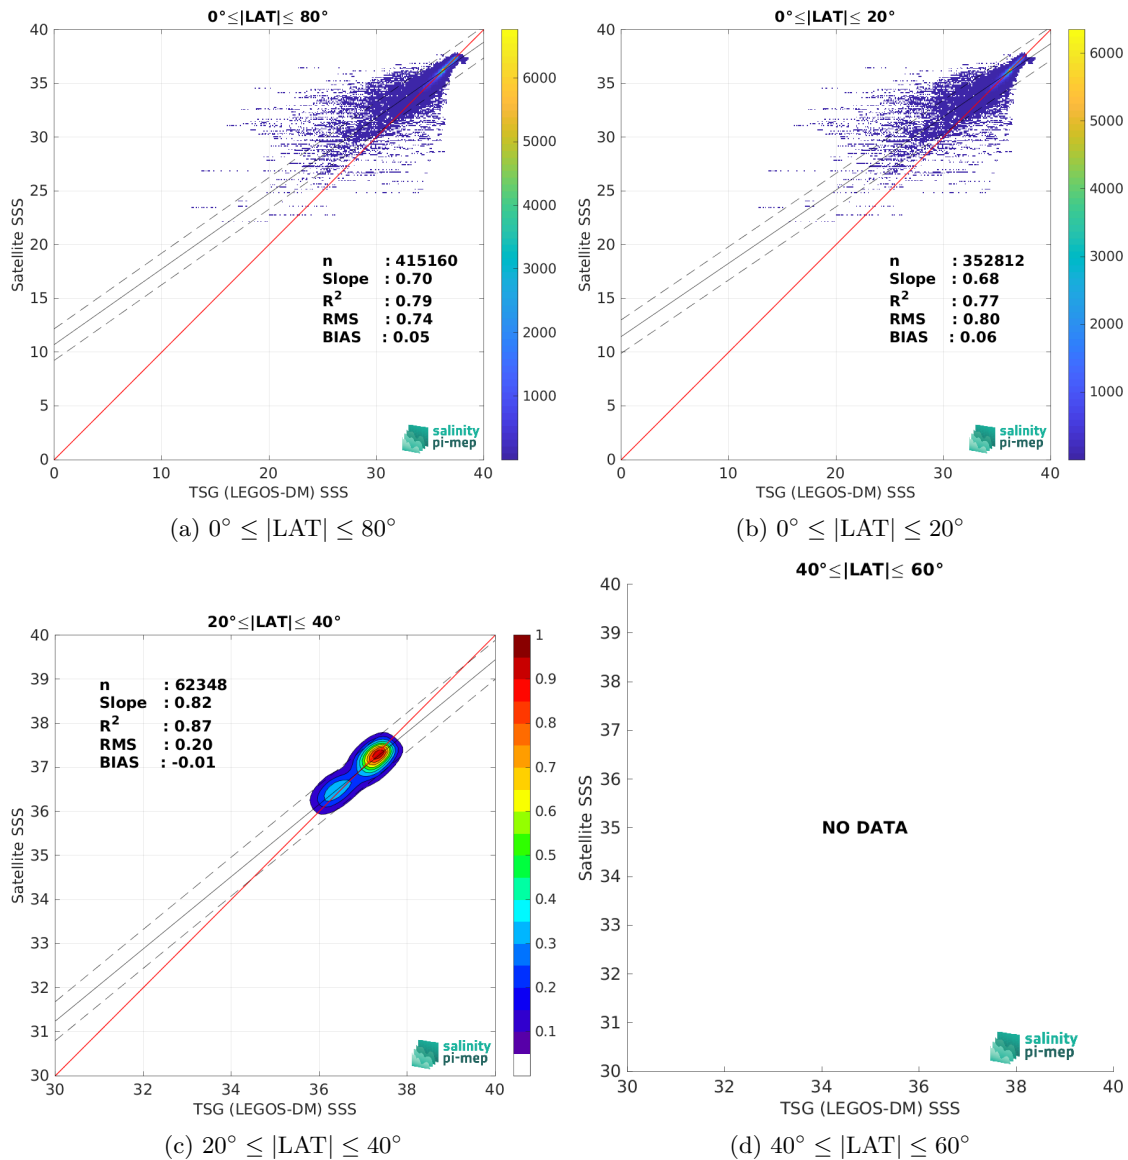 0°≤|LAT|≤ 80°
40
35
30
25
20
15
10
5
0
0
10
20
30
40
Satellite SSS
TSG (LEGOS-DM) SSS
n : 415160
Slope : 0.70
R² : 0.79
RMS : 0.74
BIAS : 0.05
salinity
pi-mep
6000
5000
4000
3000
2000
1000
(a) 0° ≤ |LAT| ≤ 80°
0°≤|LAT|≤ 20°
40
35
30
25
20
15
10
5
0
0
10
20
30
40
Satellite SSS
TSG (LEGOS-DM) SSS
n : 352812
Slope : 0.68
R² : 0.77
RMS : 0.80
BIAS : 0.06
salinity
pi-mep
6000
5000
4000
3000
2000
1000
(b) 0° ≤ |LAT| ≤ 20°
20°≤|LAT|≤ 40°
40
39
38
37
36
35
34
33
32
31
30
30
32
34
36
38
40
Satellite SSS
TSG (LEGOS-DM) SSS
n : 62348
Slope : 0.82
R² : 0.87
RMS : 0.20
BIAS : -0.01
salinity
pi-mep
1
0.9
0.8
0.7
0.6
0.5
0.4
0.3
0.2
0.1
(c) 20° ≤ |LAT| ≤ 40°
40°≤|LAT|≤ 60°
40
39
38
37
36
35
34
33
32
31
30
30
32
34
36
38
40
Satellite SSS
TSG (LEGOS-DM) SSS
NO DATA
salinity
pi-mep
(d) 40° ≤ |LAT| ≤ 60°